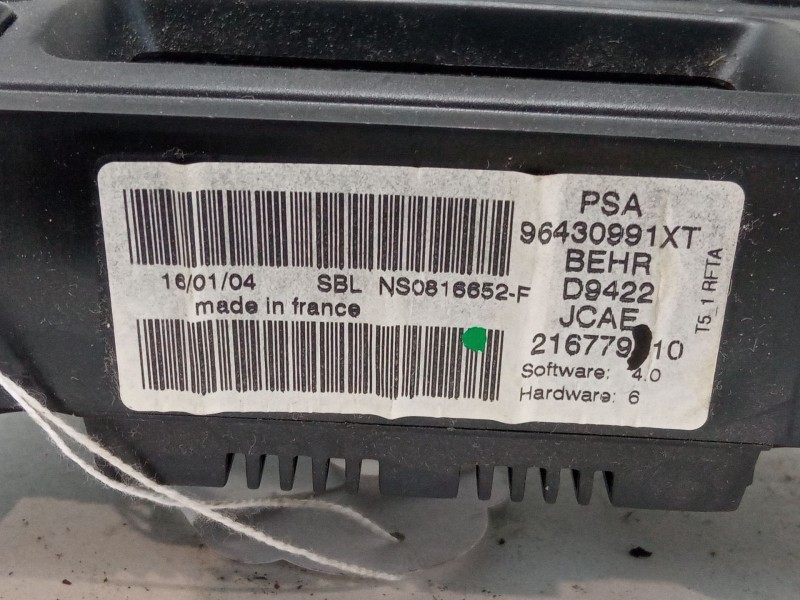 PSA
96430991XT
BEHR
D9422
JCAE
Software: 4.0
Hardware: 6
16/01/04 SBL NS0816652-F
made in france
T5_1 RFTA